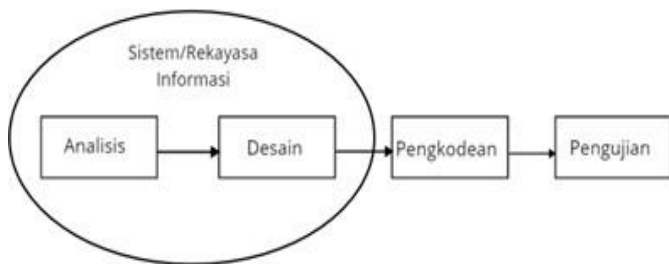 Sistem/Rekayasa
Informasi
Analisis
Desain
Pengkodean
Pengujian